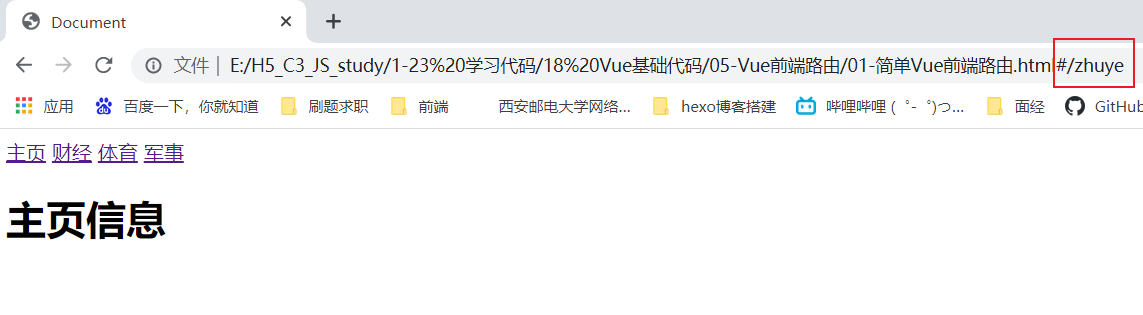 Document
文件 | E:/H5_C3_JS_study/1-23%20学习代码/18%20Vue基础代码/05-Vue前端路由/01-简单Vue前端路由.html#/zhuye
应用 百度一下，你就知道 刷题求职 前端 西安邮电大学网络... hexo博客搭建 哔哩哔哩 ( ゜- ゜)つ... 面经 GitHub
主页 财经 体育 军事
主页信息